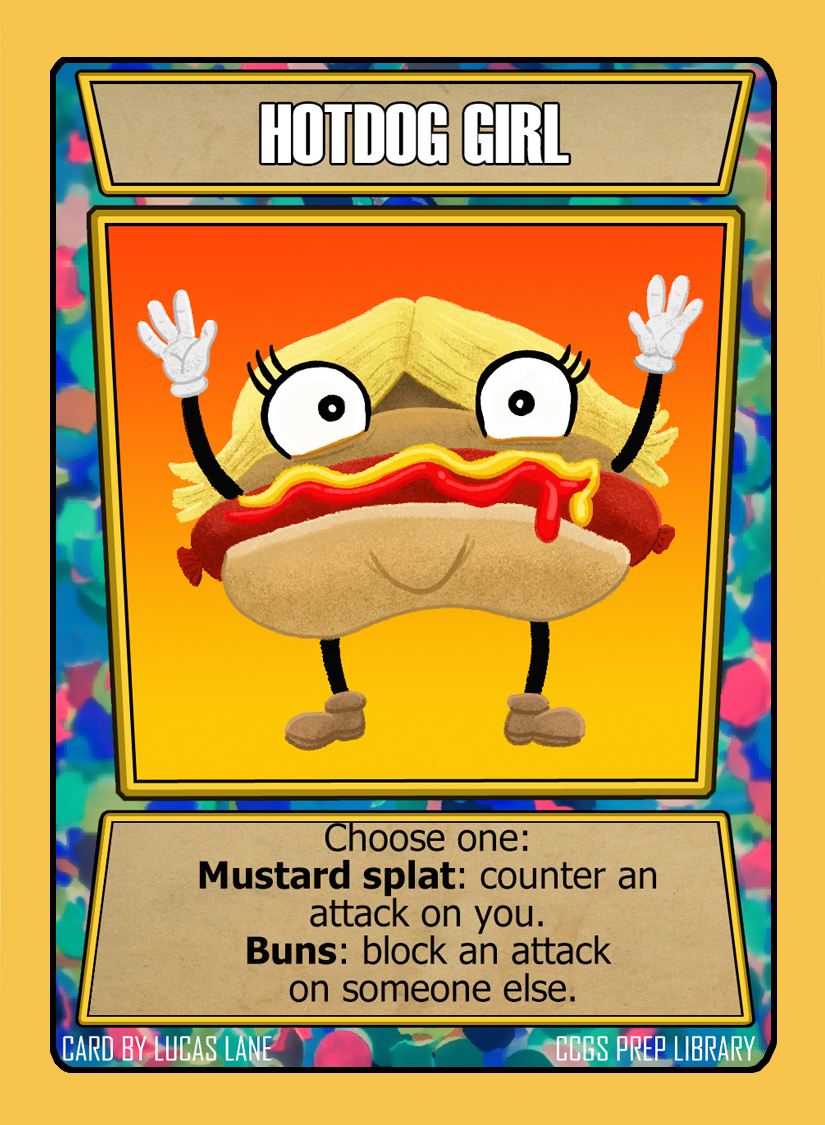 HOTDOG GIRL
Choose one:
Mustard splat: counter an
attack on you.
Buns: block an attack
on someone else.
CARD BY LUCAS LANE
CCGS PREP LIBRARY